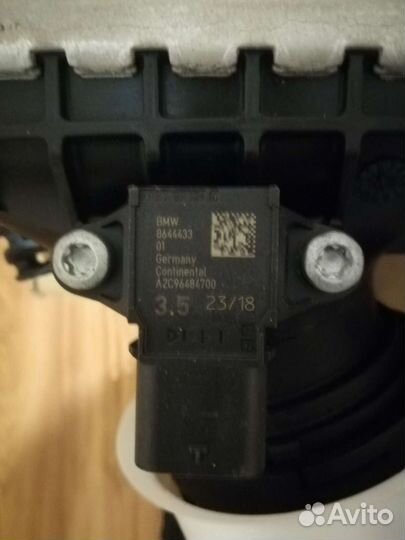 BMW
8644433
01
Germany
Continental
A2C96484700
3.5 23/18
Avito